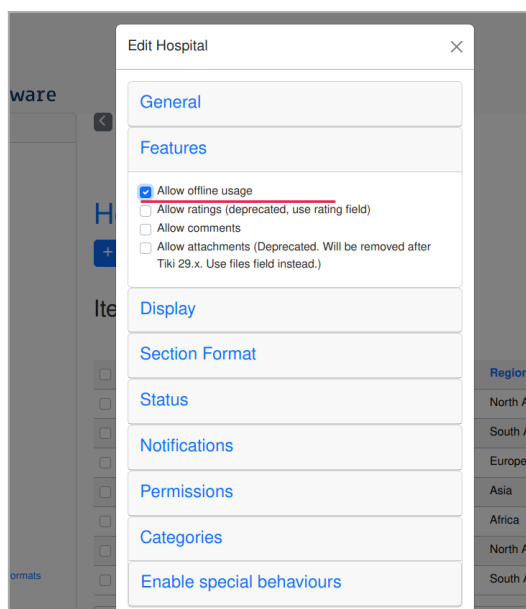 Edit Hospital
ware
General
Features
Allow offline usage
Allow ratings (deprecated, use rating field)
Allow comments
Allow attachments (Deprecated. Will be removed after
Tiki 29.x. Use files field instead.)
H
+
Ite
Display
Section Format
Status
Notifications
Permissions
Categories
Enable special behaviours
Region
North A
South A
Europe
Asia
Africa
North A
South A
ormats